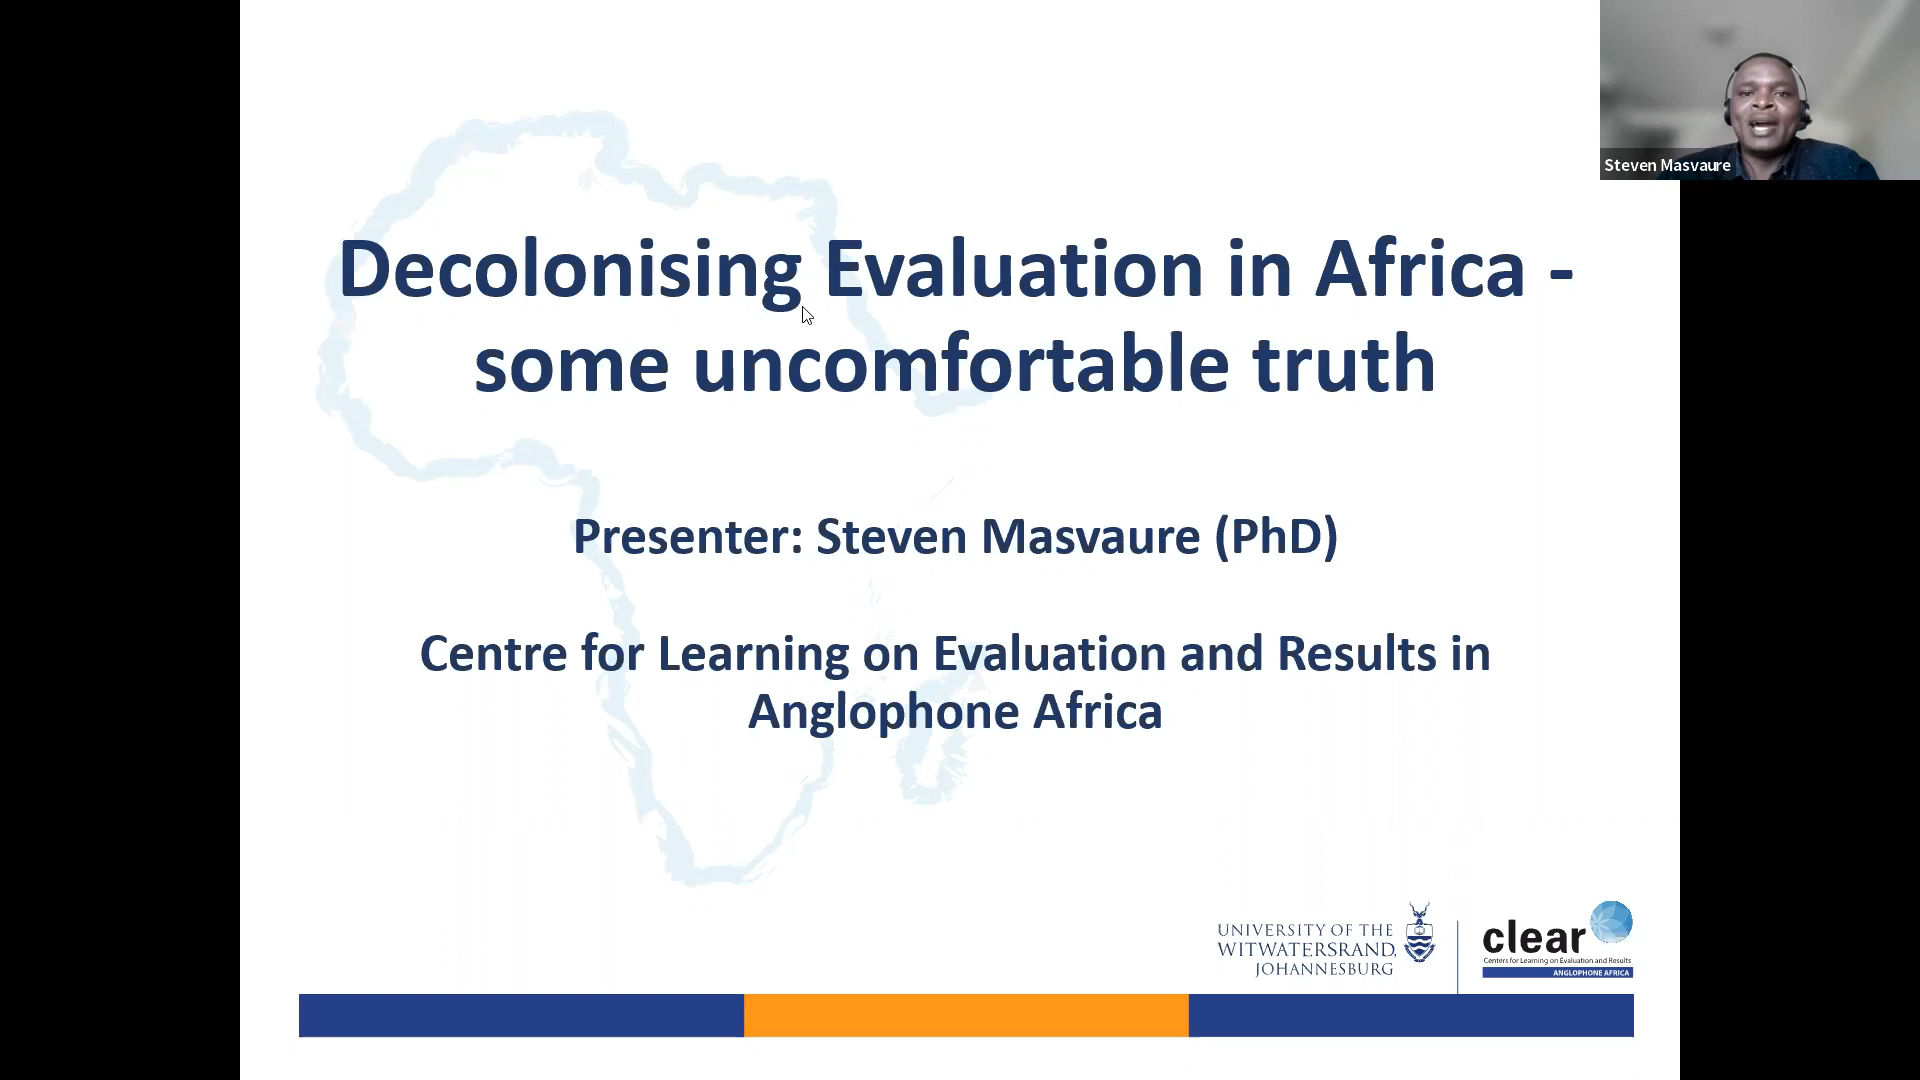 Steven Masvaure
Decolonising Evaluation in Africa -
some uncomfortable truth
Presenter: Steven Masvaure (PhD)
Centre for Learning on Evaluation and Results in
Anglophone Africa
UNIVERSITY OF THE
WITWATERSRAND,
JOHANNESBURG
clear
Centers for Learning on Evaluation and Results
ANGLOPHONE AFRICA